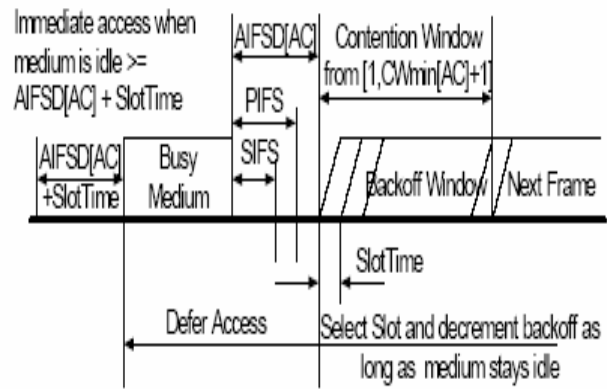 Immediate access when
medium is idle >=
AIFSD[AC] + SlotTime
AIFSD[AC]
Contention Window
from [1,CWmin[AC]+1]
PIFS
AIFSD[AC]
+SlotTime
Busy
Medium
SIFS
Backoff Window
Next Frame
SlotTime
Defer Access
Select Slot and decrement backoff as
long as medium stays idle